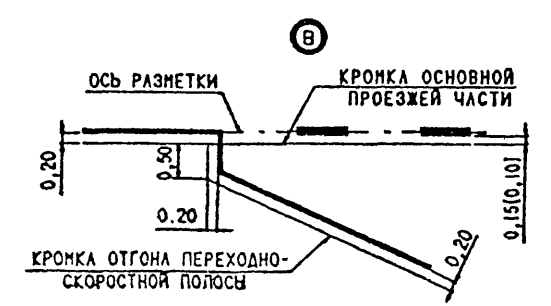 В
ОСЬ РАЗМЕТКИ
КРОМКА ОСНОВНОЙ
ПРОЕЗЖЕЙ ЧАСТИ
0,20
0,50
0.20
0,15(0,10)
0,20
КРОМКА ОТГОНА ПЕРЕХОДНО-
СКОРОСТНОЙ ПОЛОСЫ